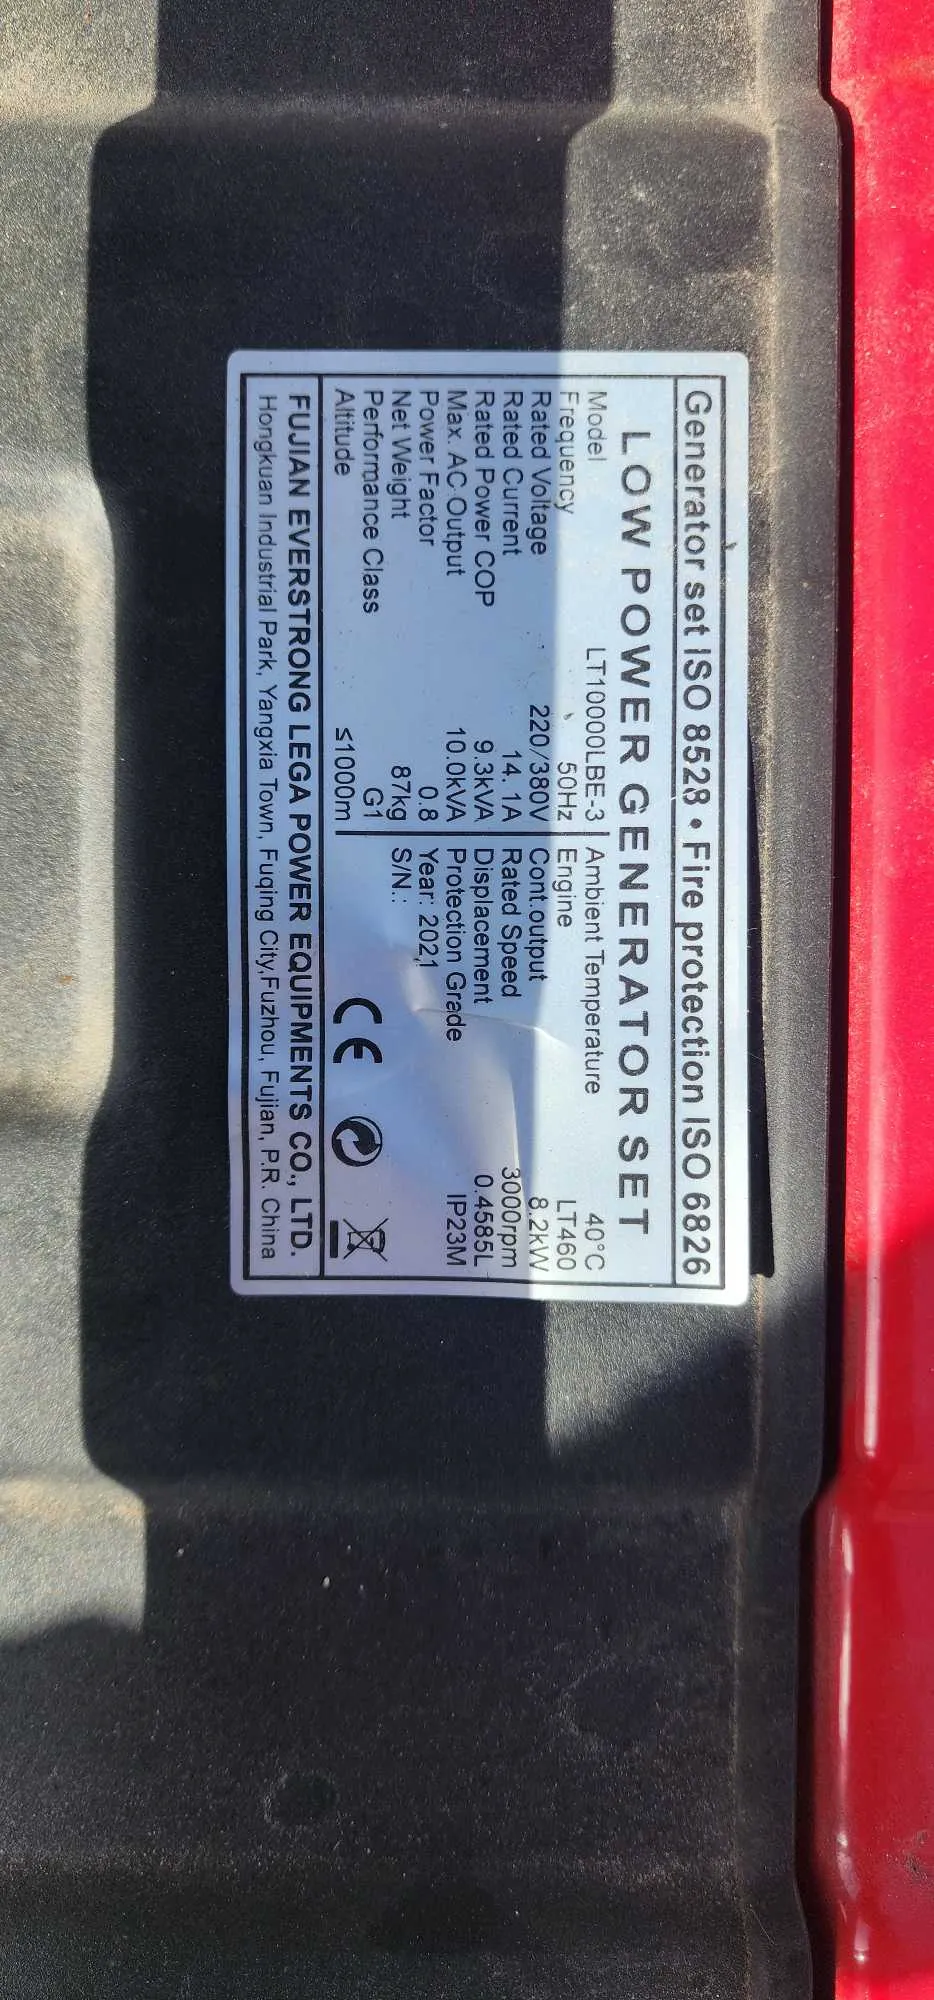 Generator set ISO 8528 • Fire protection ISO 6826
LOW POWER GENERATOR SET
Model LT10000LBE-3 Ambient Temperature 40°C
Frequency 50Hz Engine LT460
Rated Voltage 220/380V Cont.output 8.2kW
Rated Current 14.1A Rated Speed 3000rpm
Rated Power COP 9.3kVA Displacement 0.4585L
Max. AC Output 10.0kVA Protection Grade IP23M
Power Factor 0.8 Year: 2021
Net Weight 87kg S/N.:
Performance Class G1
Altitude ≤1000m CE
FUJIAN EVERSTRONG LEGA POWER EQUIPMENTS CO., LTD.
Hongkuan Industrial Park, Yangxia Town, Fuqing City,Fuzhou, Fujian, P.R. China